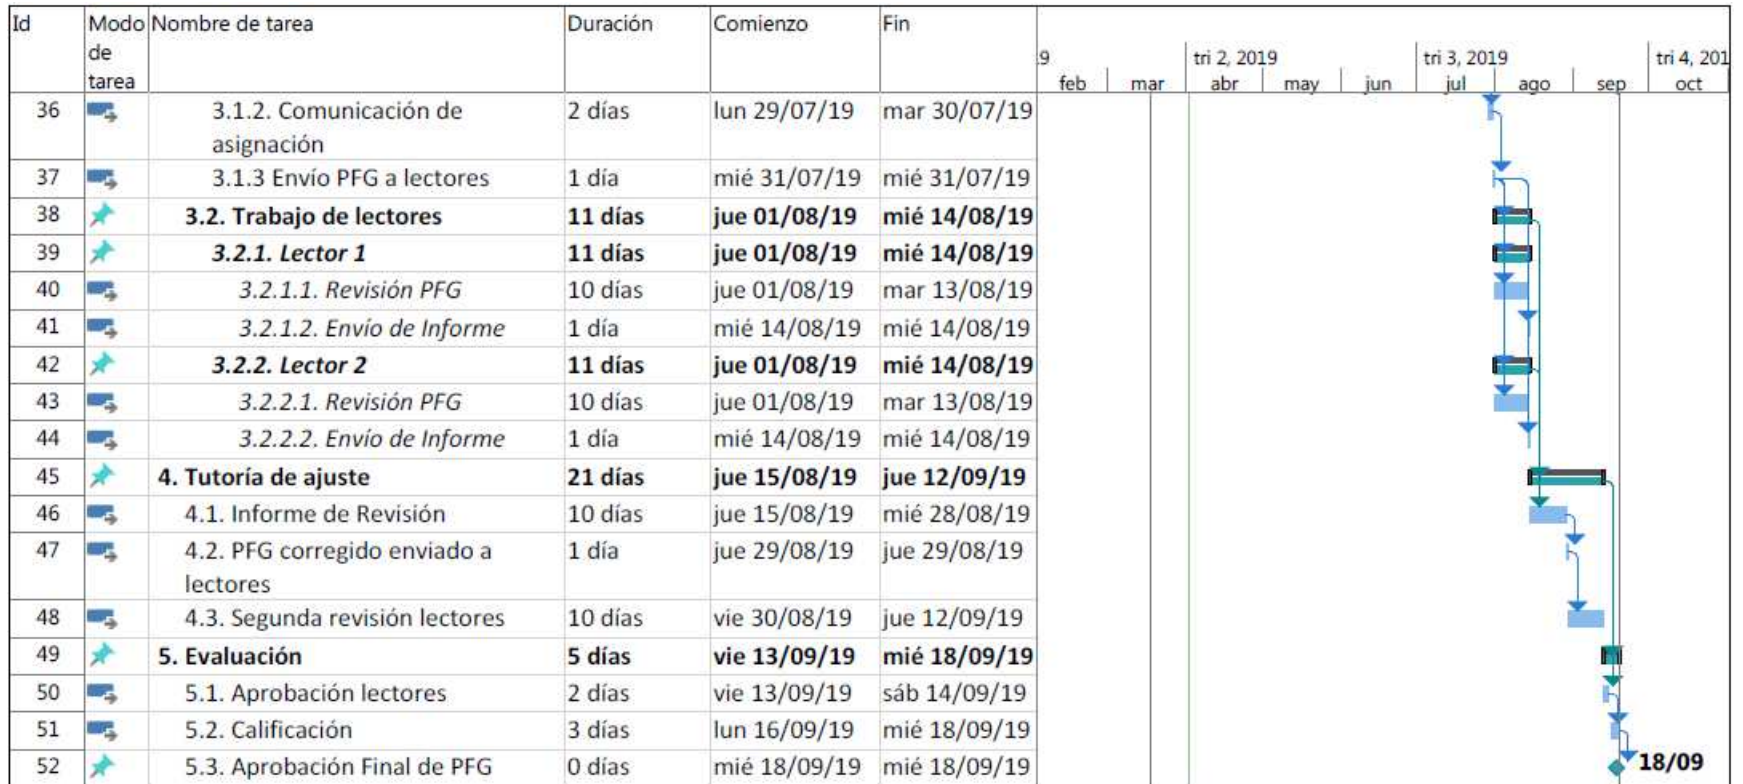 Id Modo de tarea Nombre de tarea Duración Comienzo Fin
:9 tri 2, 2019 tri 3, 2019 tri 4, 201
feb mar abr may jun jul ago sep oct
36 3.1.2. Comunicación de asignación 2 días lun 29/07/19 mar 30/07/19
37 3.1.3 Envío PFG a lectores 1 día mié 31/07/19 mié 31/07/19
38 3.2. Trabajo de lectores 11 días jue 01/08/19 mié 14/08/19
39 3.2.1. Lector 1 11 días jue 01/08/19 mié 14/08/19
40 3.2.1.1. Revisión PFG 10 días jue 01/08/19 mar 13/08/19
41 3.2.1.2. Envío de Informe 1 día mié 14/08/19 mié 14/08/19
42 3.2.2. Lector 2 11 días jue 01/08/19 mié 14/08/19
43 3.2.2.1. Revisión PFG 10 días jue 01/08/19 mar 13/08/19
44 3.2.2.2. Envío de Informe 1 día mié 14/08/19 mié 14/08/19
45 4. Tutoría de ajuste 21 días jue 15/08/19 jue 12/09/19
46 4.1. Informe de Revisión 10 días jue 15/08/19 mié 28/08/19
47 4.2. PFG corregido enviado a lectores 1 día jue 29/08/19 jue 29/08/19
48 4.3. Segunda revisión lectores 10 días vie 30/08/19 jue 12/09/19
49 5. Evaluación 5 días vie 13/09/19 mié 18/09/19
50 5.1. Aprobación lectores 2 días vie 13/09/19 sáb 14/09/19
51 5.2. Calificación 3 días lun 16/09/19 mié 18/09/19
52 5.3. Aprobación Final de PFG 0 días mié 18/09/19 mié 18/09/19 18/09